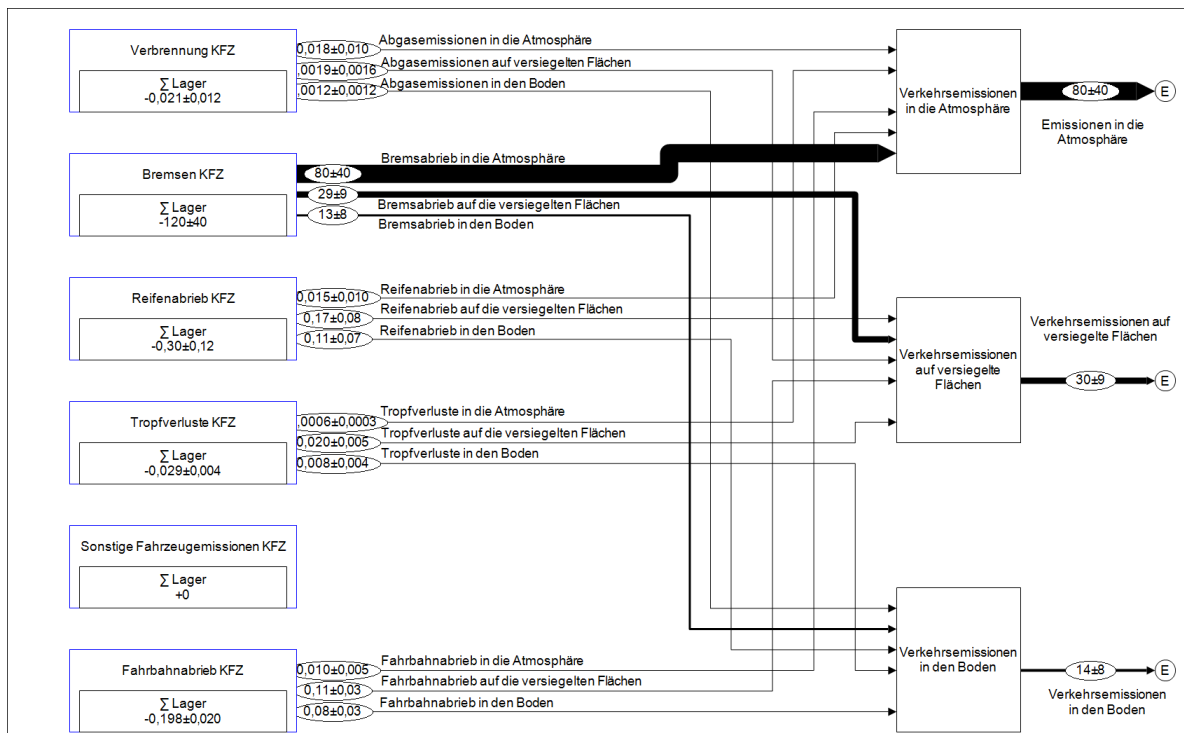 Verbrennung KFZ
∑ Lager
-0,021±0,012
0,018±0,010
Abgasemissionen in die Atmosphäre
,0019±0,0016
Abgasemissionen auf versiegelten Flächen
,0012±0,0012
Abgasemissionen in den Boden
Verkehrsemissionen
in die Atmosphäre
80±40
E
Emissionen in die
Atmosphäre
Bremsen KFZ
∑ Lager
-120±40
80±40
Bremsabrieb in die Atmosphäre
29±9
Bremsabrieb auf die versiegelten Flächen
13±8
Bremsabrieb in den Boden
Reifenabrieb KFZ
∑ Lager
-0,30±0,12
0,015±0,010
Reifenabrieb in die Atmosphäre
0,17±0,08
Reifenabrieb auf die versiegelten Flächen
0,11±0,07
Reifenabrieb in den Boden
Verkehrsemissionen
auf versiegelte
Flächen
Verkehrsemissionen auf
versiegelte Flächen
30±9
E
Tropfverluste KFZ
∑ Lager
-0,029±0,004
,0006±0,0003
Tropfverluste in die Atmosphäre
0,020±0,005
Tropfverluste auf die versiegelten Flächen
0,008±0,004
Tropfverluste in den Boden
Sonstige Fahrzeugemissionen KFZ
∑ Lager
+0
Fahrbahnabrieb KFZ
∑ Lager
-0,198±0,020
0,010±0,005
Fahrbahnabrieb in die Atmosphäre
0,11±0,03
Fahrbahnabrieb auf die versiegelten Flächen
0,08±0,03
Fahrbahnabrieb in den Boden
Verkehrsemissionen
in den Boden
14±8
E
Verkehrsemissionen
in den Boden